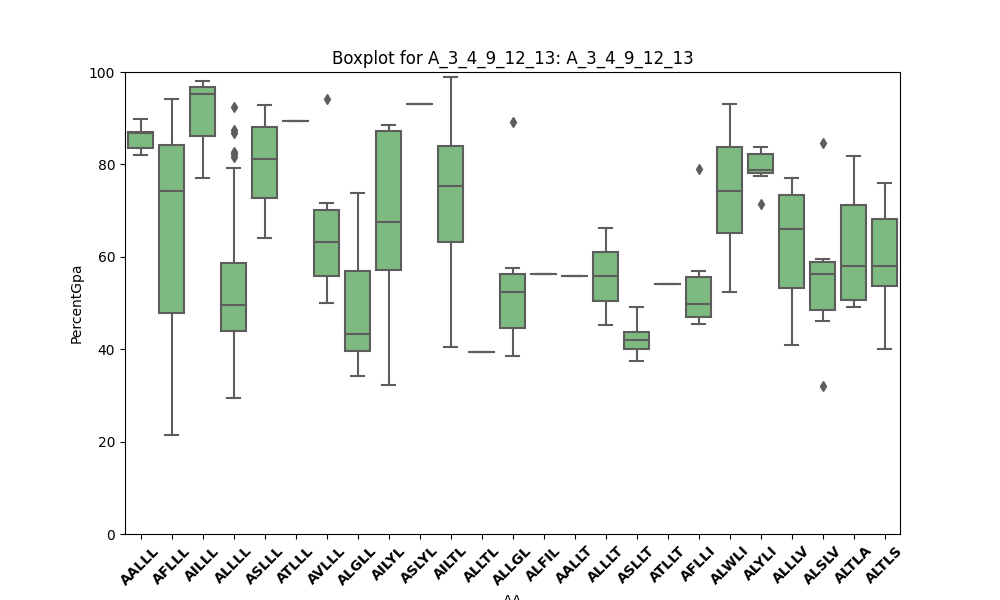 Boxplot for A_3_4_9_12_13: A_3_4_9_12_13
PercentGpa
100
80
60
40
20
0
AALLL AFLLL AILLL ALLLL ASLLL ATLLL AVLLL ALGLL AILYL ASLYL AILTL ALLTL ALLGL ALFIL AALLT ALLLT ASLLT ATLLT AFLLI ALWLI ALYLI ALLLV ALSLV ALTLA ALTLS
AA